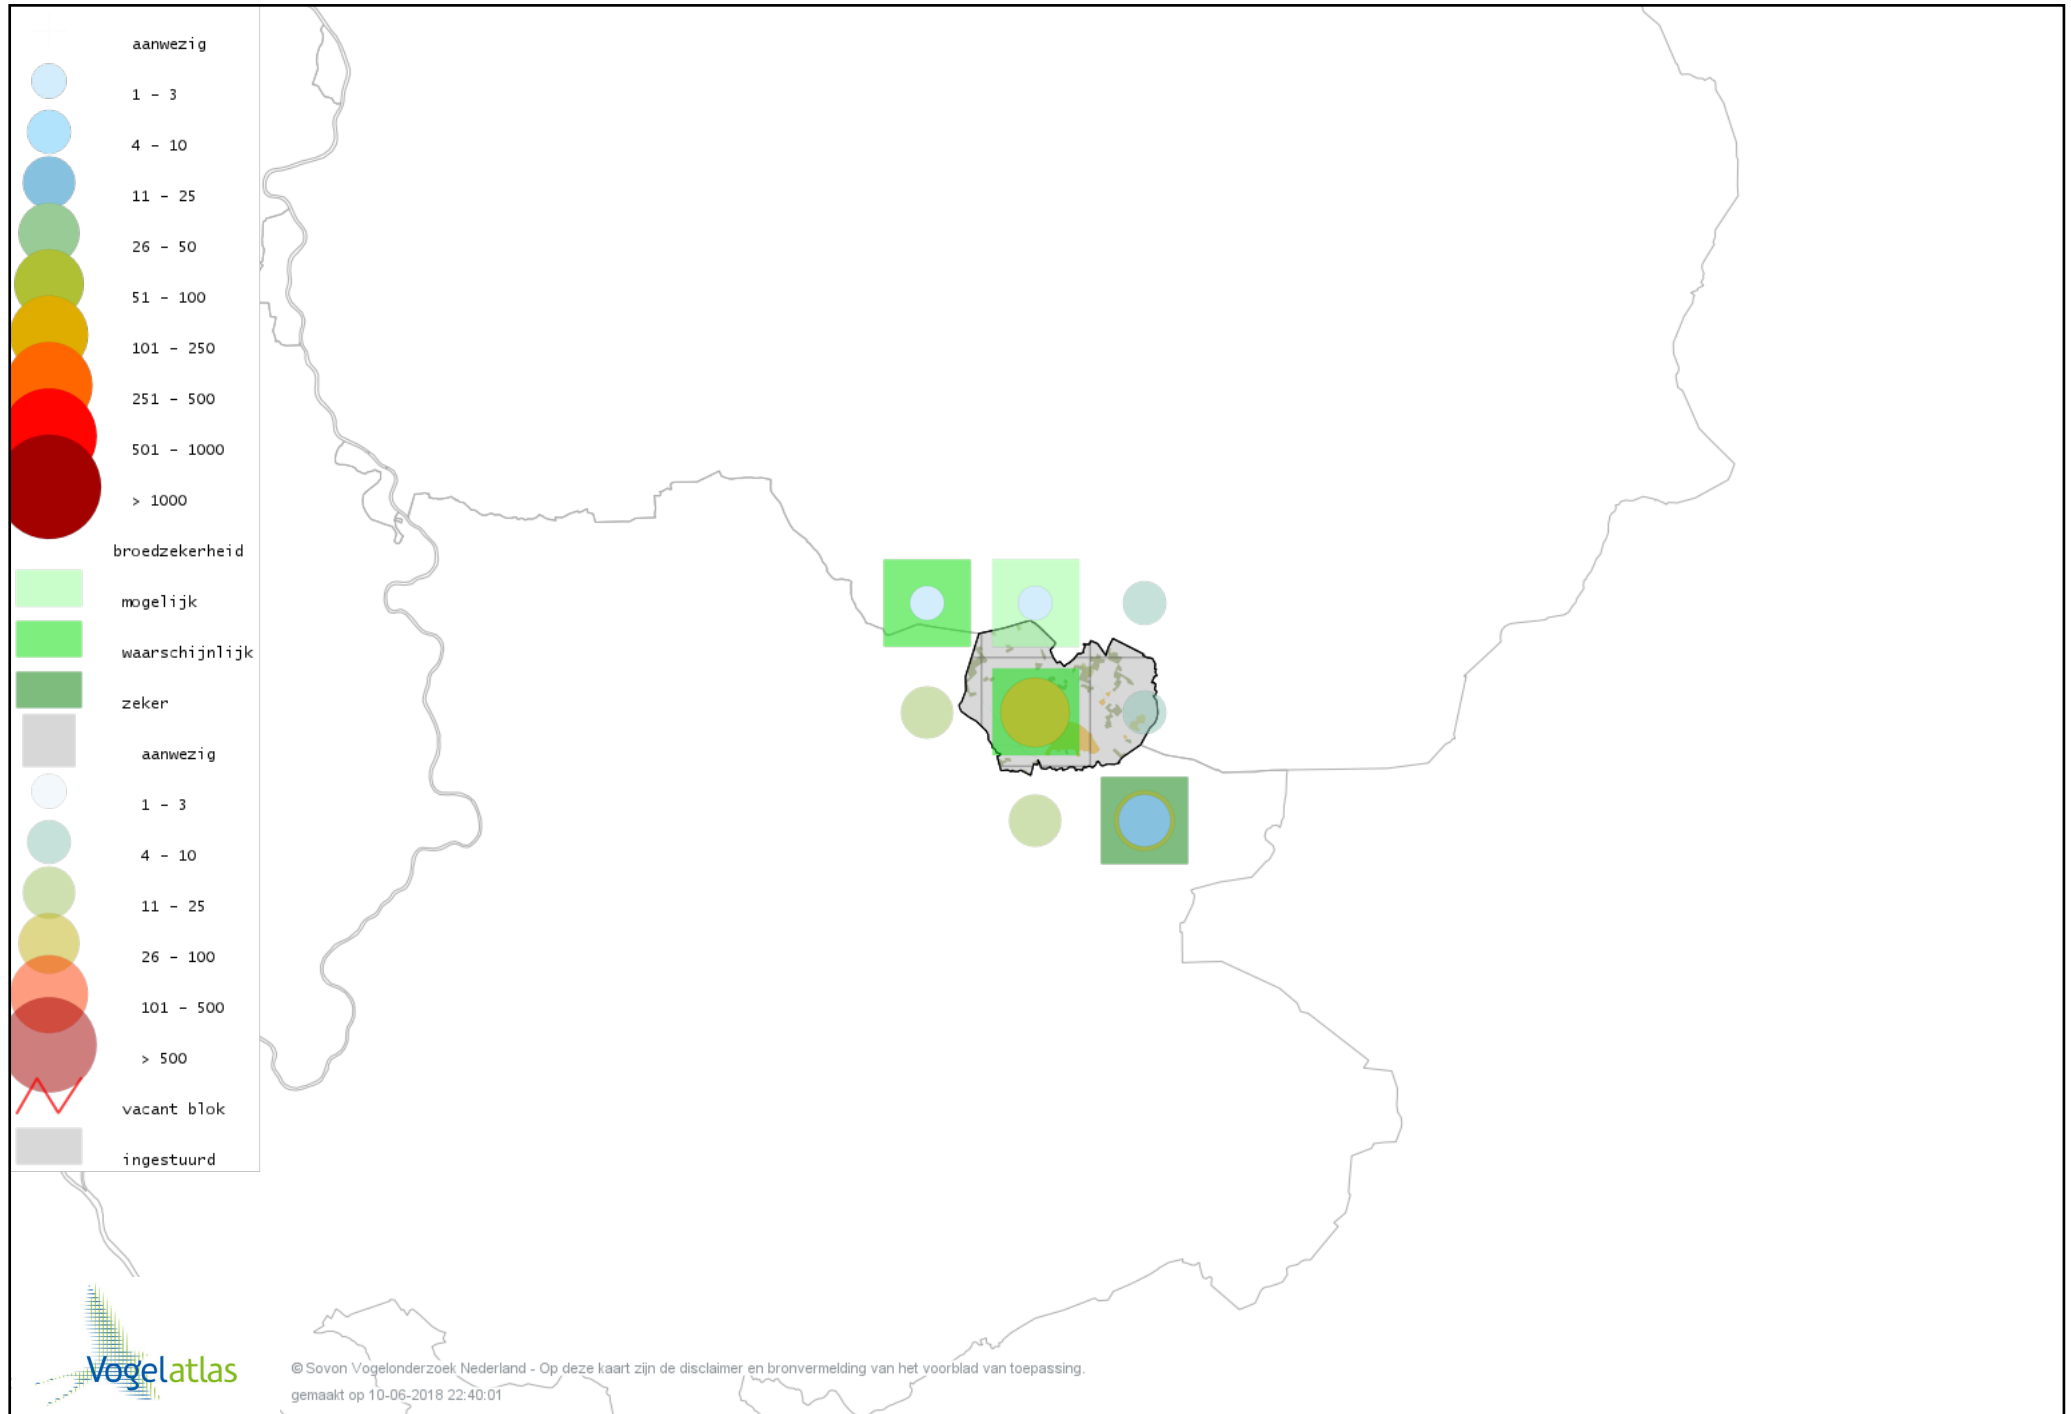 aanwezig
1 - 3
4 - 10
11 - 25
26 - 50
51 - 100
101 - 250
251 - 500
501 - 1000
> 1000
broedzekerheid
mogelijk
waarschijnlijk
zeker
aanwezig
1 - 3
4 - 10
11 - 25
26 - 100
101 - 500
> 500
vacant blok
ingestuurd
Vogelatlas
© Sovon Vogelonderzoek Nederland - Op deze kaart zijn de disclaimer en bronvermelding van het voorblad van toepassing.
gemaakt op 10-06-2018 22:40:01